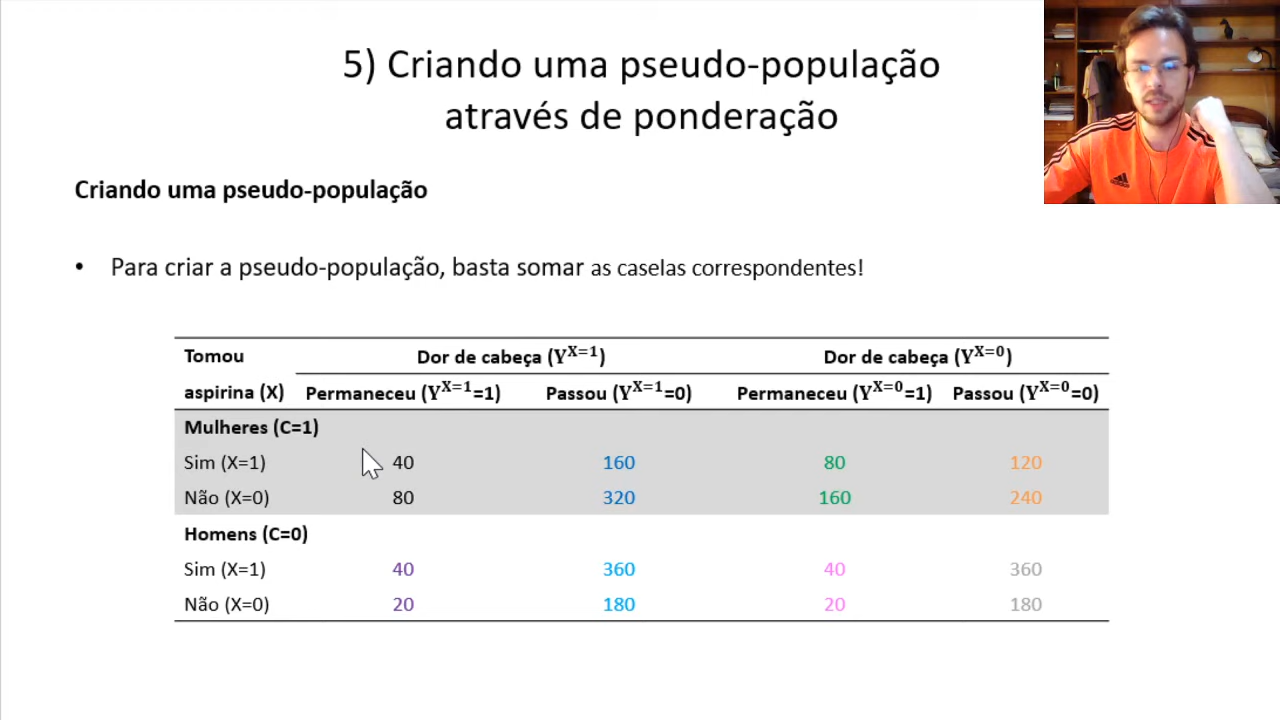 5) Criando uma pseudo-população
através de ponderação
Criando uma pseudo-população
• Para criar a pseudo-população, basta somar as caselas correspondentes!
Tomou aspirina (X) Dor de cabeça (Y^X=1) Dor de cabeça (Y^X=0)
Permaneceu (Y^X=1=1) Passou (Y^X=1=0) Permaneceu (Y^X=0=1) Passou (Y^X=0=0)
Mulheres (C=1)
Sim (X=1) 40 160 80 120
Não (X=0) 80 320 160 240
Homens (C=0)
Sim (X=1) 40 360 40 360
Não (X=0) 20 180 20 180